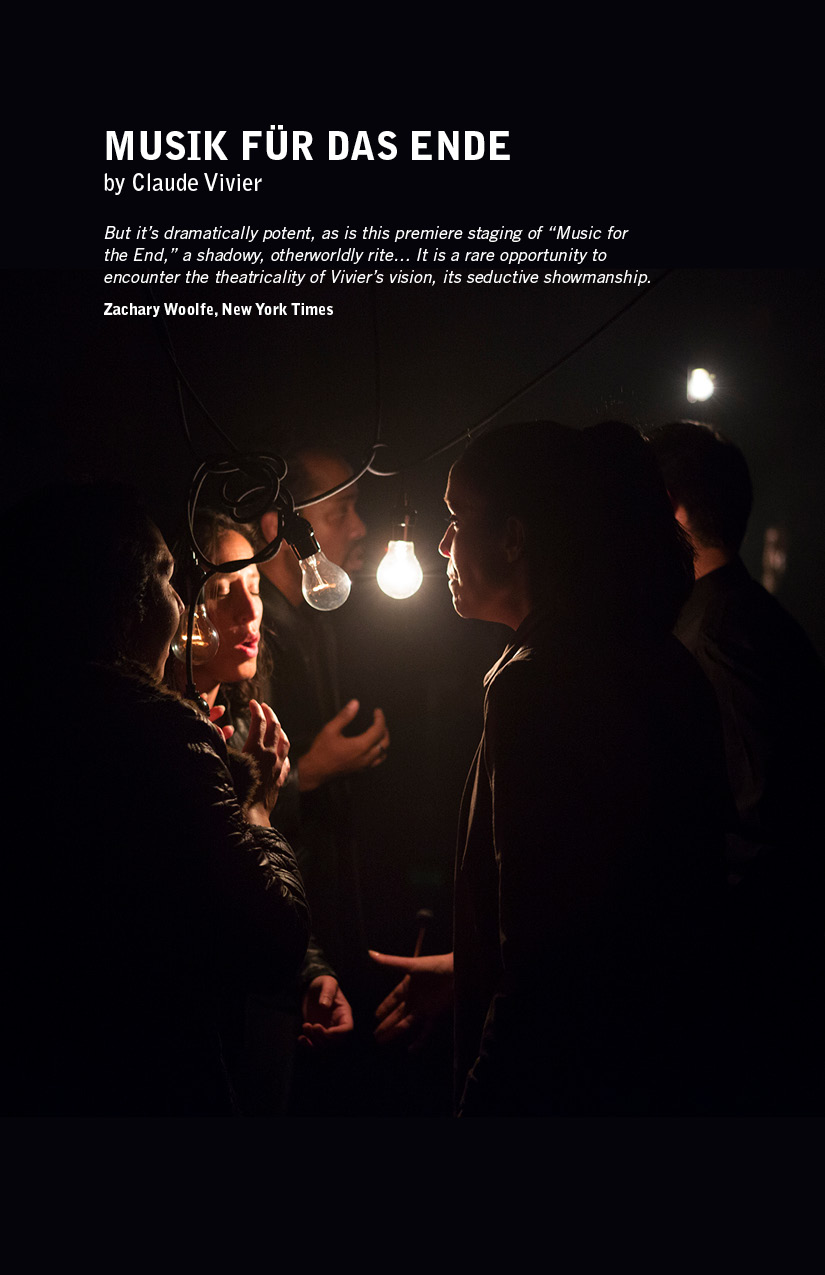 MUSIK FÜR DAS ENDE
by Claude Vivier
But it’s dramatically potent, as is this premiere staging of “Music for
the End,” a shadowy, otherworldly rite… It is a rare opportunity to
encounter the theatricality of Vivier’s vision, its seductive showmanship.
Zachary Woolfe, New York Times